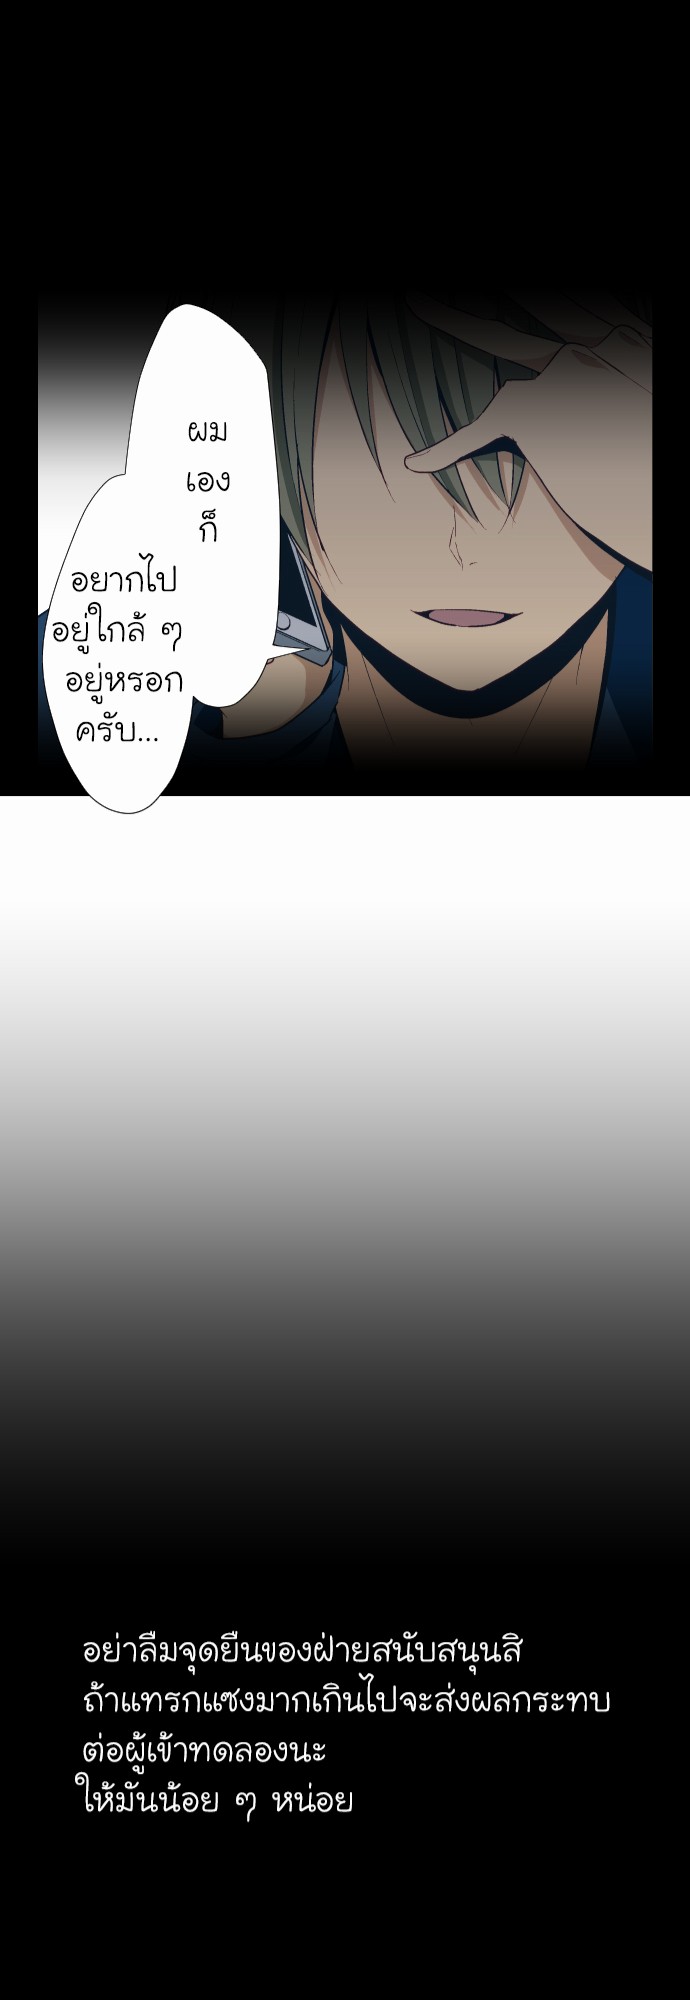 ผม
เอง
ก็
อยากไป
อยู่ใกล้ ๆ
อยู่หรอก
ครับ...
อย่าลืมจุดยืนของฝ่ายสนับสนุนสิ
ถ้าแทรกแซงมากเกินไปจะส่งผลกระทบ
ต่อผู้เข้าทดลองนะ
ให้มันน้อย ๆ หน่อย